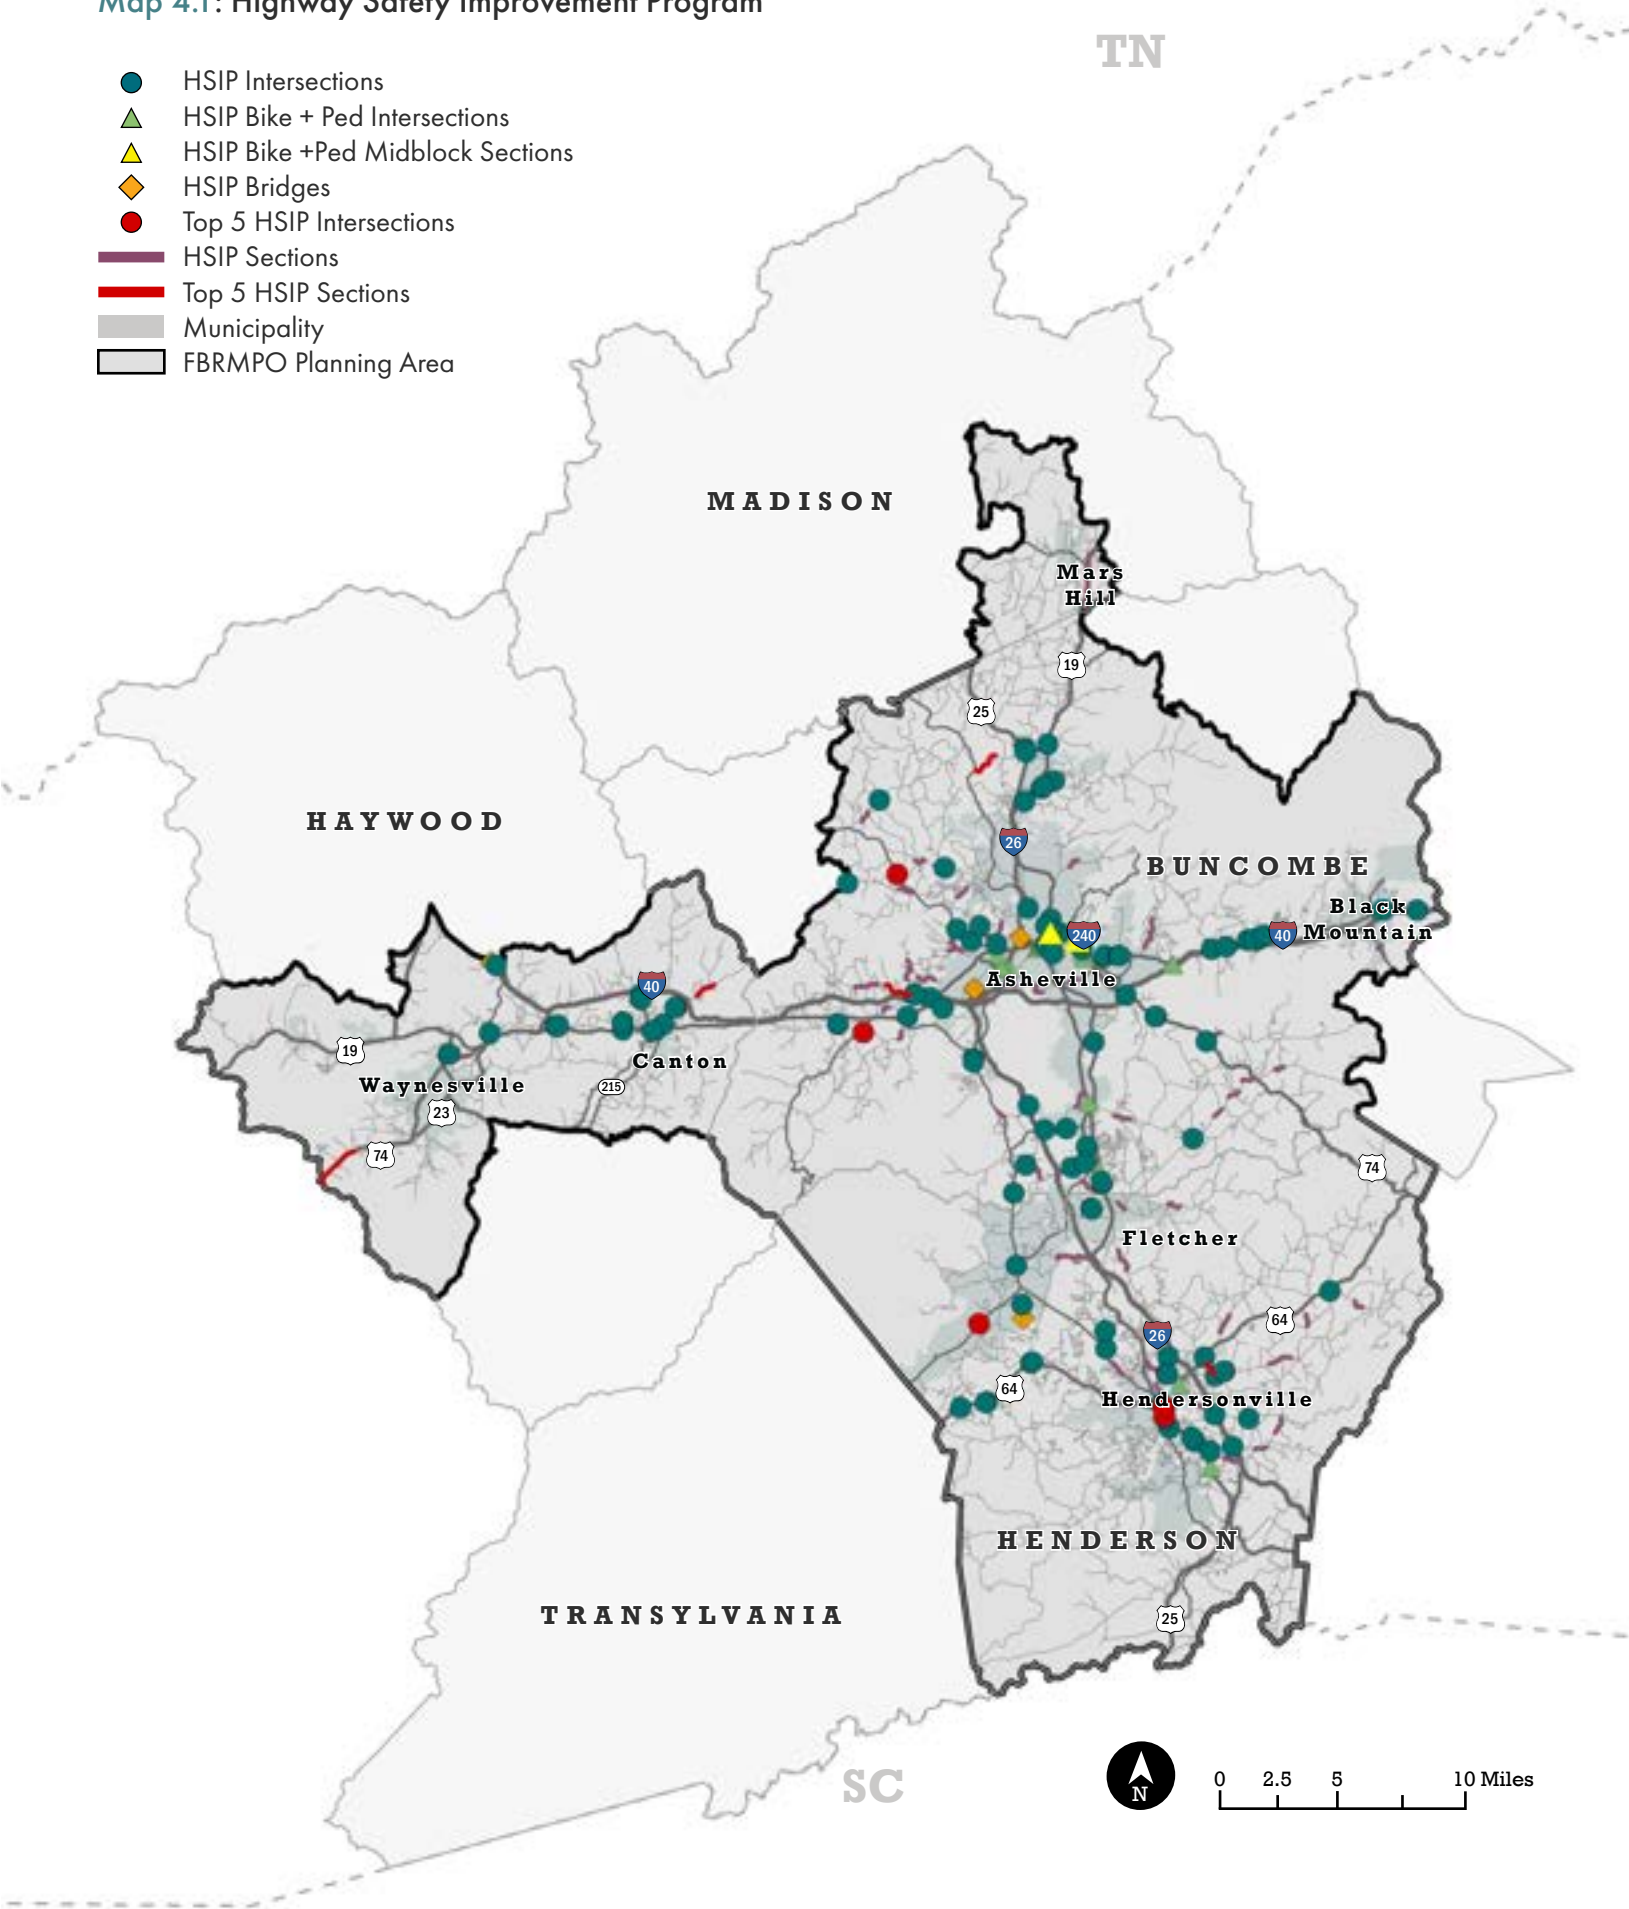 Map 4.1: Highway Safety Improvement Program
TN
HSIP Intersections
HSIP Bike + Ped Intersections
HSIP Bike +Ped Midblock Sections
HSIP Bridges
Top 5 HSIP Intersections
HSIP Sections
Top 5 HSIP Sections
Municipality
FBRMPO Planning Area
MADISON
Mars
Hill
19
25
HAYWOOD
26
BUNCOMBE
Black
Mountain
240
40
Asheville
40
19
Canton
Waynesville
215
23
74
74
Fletcher
64
26
64
Hendersonville
HENDERSON
TRANSYLVANIA
25
SC
N
0 2.5 5 10 Miles